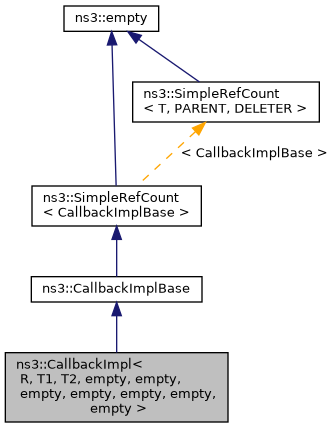 ns3::empty
ns3::SimpleRefCount
< T, PARENT, DELETER >
< CallbackImplBase >
ns3::SimpleRefCount
< CallbackImplBase >
ns3::CallbackImplBase
ns3::CallbackImpl<
R, T1, T2, empty, empty,
empty, empty, empty, empty,
empty >